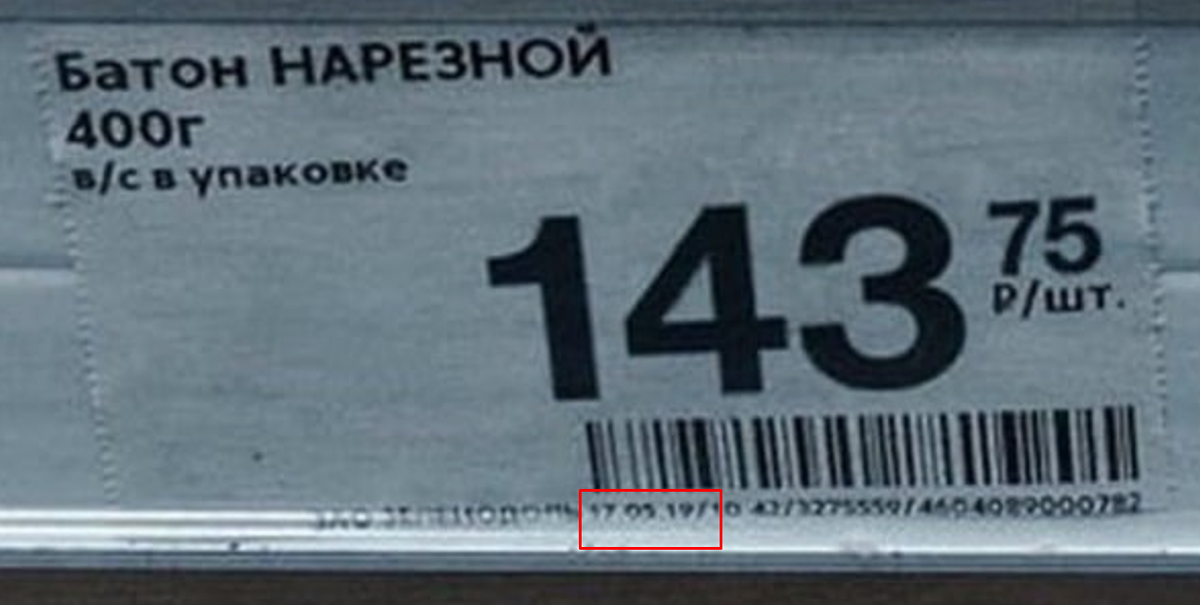 Батон НАРЕЗНОЙ
400г
в/с в упаковке
143 75
₽/шт.
17.05.19/10:42/3275559/4604089000782